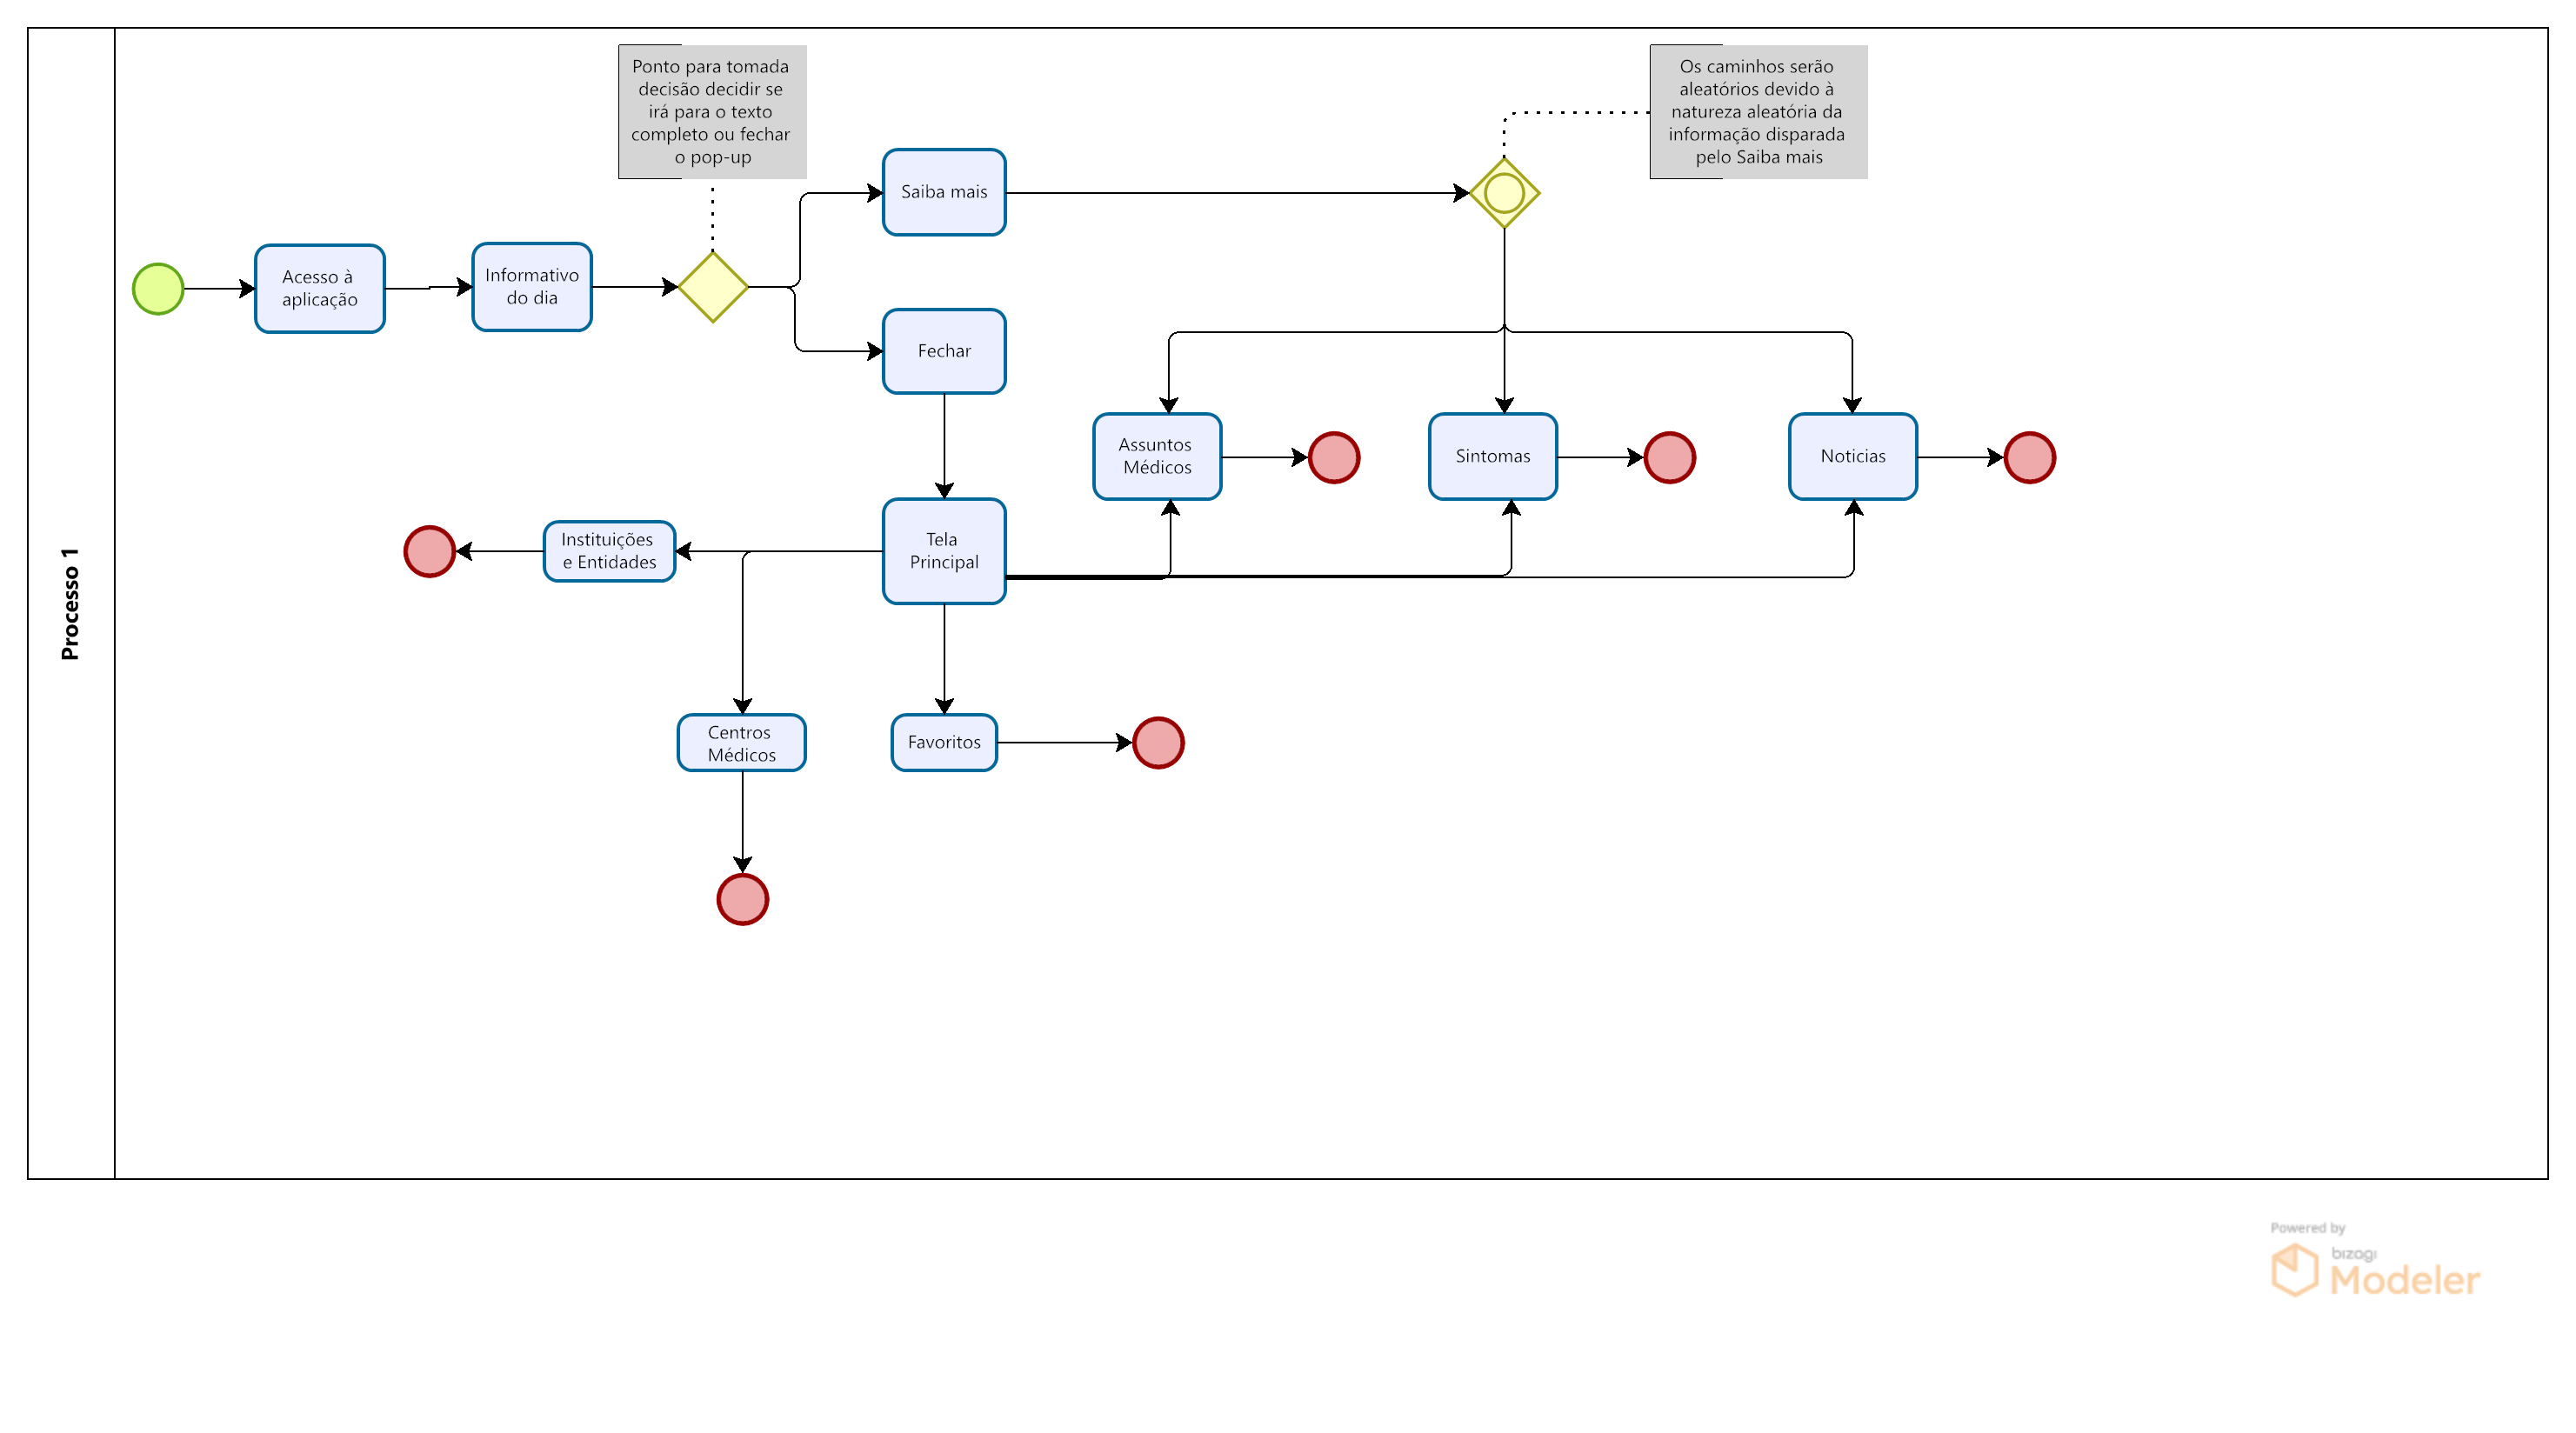 Processo 1
Ponto para tomada
decisão decidir se
irá para o texto
completo ou fechar
o pop-up
Os caminhos serão
aleatórios devido à
natureza aleatória da
informação disparada
pelo Saiba mais
Saiba mais
Acesso à
aplicação
Informativo
do dia
Fechar
Assuntos
Médicos
Sintomas
Noticias
Instituições
e Entidades
Tela
Principal
Centros
Médicos
Favoritos
Powered by
bizagi
Modeler